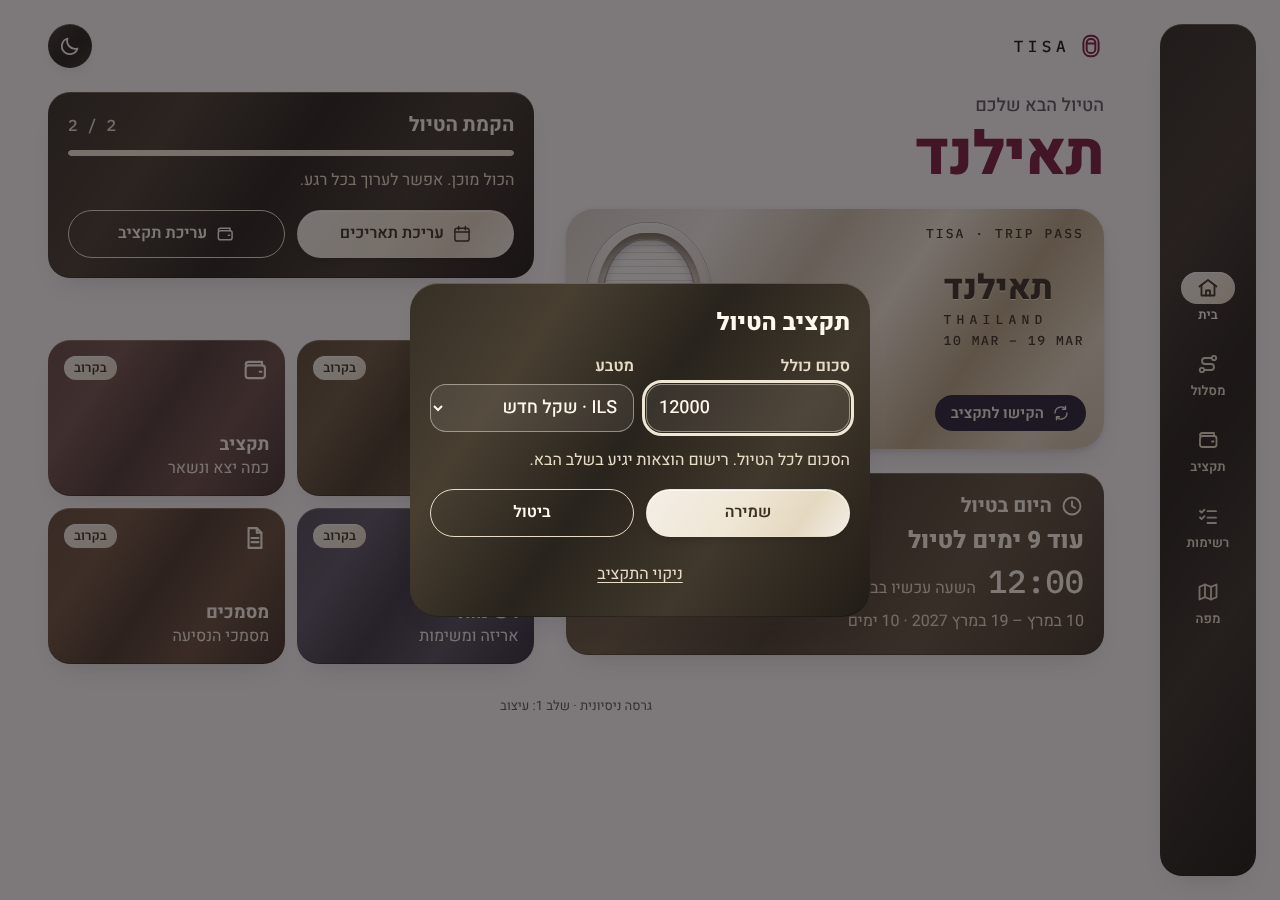 TISA
בית
מסלול
תקציב
רשימות
מפה
הטיול הבא שלכם
תאילנד
TISA · TRIP PASS
תאילנד
THAILAND
10 MAR – 19 MAR
הקישו לתקציב
היום בטיול
עוד 9 ימים לטיול
12:00 השעה עכשיו
10 במרץ – 19 במרץ 2027 · 10 ימים
הקמת הטיול
2 / 2
הכול מוכן. אפשר לערוך בכל רגע.
עריכת תאריכים
עריכת תקציב
בקרוב
בקרוב
תקציב
כמה יצא ונשאר
בקרוב
אריזה ומשימות
בקרוב
מסמכים
מסמכי הנסיעה
תקציב הטיול
סכום כולל
מטבע
12000
ILS · שקל חדש
הסכום לכל הטיול. רישום הוצאות יגיע בשלב הבא.
שמירה
ביטול
ניקוי התקציב
גרסה ניסיונית · שלב 1: עיצוב